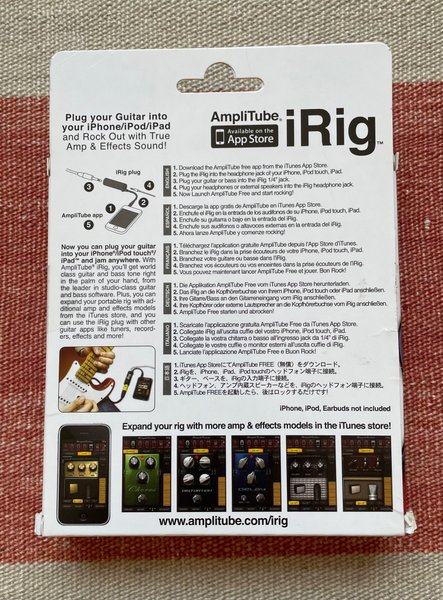 Plug your Guitar into
your iPhone/iPod/iPad
and Rock Out with True
Amp & Effects Sound!
AmpliTube®
Available on the
App Store
iRig™
iRig plug
3
4
1
2
AmpliTube app
5
Now you can plug your guitar
into your iPhone®/iPod touch®/
iPad™ and jam anywhere. With
AmpliTube® iRig, you'll get world
class guitar and bass tone right
in the palm of your hand, from
the leader in studio-class guitar
and bass software. Plus, you can
expand your portable rig with ad-
ditional amp and effects models
from the iTunes store, and you
can use the iRig plug with other
guitar apps like tuners, record-
ers, effects and more!
ENGLISH
1. Download the AmpliTube free app from the iTunes App Store.
2. Plug the iRig into the headphone jack of your iPhone, iPod touch, iPad.
3. Plug your guitar or bass into the iRig 1/4" jack.
4. Plug your headphones or external speakers into the iRig headphone jack.
5. Now Launch AmpliTube Free and start rocking!
ESPAÑOL
1. Descarga la app gratis de AmpliTube en iTunes App Store.
2. Enchufe el iRig en la entrada de los audífonos de su iPhone, iPod touch, iPad.
3. Enchufe su guitarra o bajo en la entrada del iRig.
4. Enchufe sus audífonos o altavoces externos en la entrada del iRig.
5. Ahora lanze AmpliTube y comienze rocking!
FRANÇAIS
1. Téléchargez l'application gratuite AmpliTube depuis l'App Store d'iTunes.
2. Branchez le iRig dans la prise écouteurs de votre iPhone, iPod touch, iPad.
3. Branchez votre guitare ou basse dans l'iRig.
4. Branchez vos écouteurs ou vos enceintes dans la prise écouteurs de l'iRig.
5. Vous pouvez maintenant lancer AmpliTube Free et jouer. Bon Rock!
DEUTSCH
1. Die Application AmpliTube Free vom iTunes App Store herunterladen.
2. Das iRig an die Kopfhörerbuchse von Ihrem iPhone, iPod touch oder iPad anschließen.
3. Ihre Gitarre/Bass an den Gitarreneingang vom iRig anschließen.
4. Ihre Kopfhörer oder externe Lautsprecher an die Kopfhörerbuchse vom iRig anschließen.
5. AmpliTube Free starten und abrocken!
ITALIANO
1. Scaricate l'applicazione gratuita AmpliTube Free da iTunes App Store.
2. Collegate la iRig all'uscita cuffie del vostro iPhone, iPod touch, iPad.
3. Collegate la vostra chitarra o basso all'ingresso jack da 1/4" di iRig.
4. Collegate le vostre cuffie o monitor esterni all'uscita cuffie di iRig.
5. Lanciate l'application AmpliTube Free e Buon Rock!
日本語
1. iTunes App StoreにてAmpliTube FREE（無償）をダウンロード。
2. iRigを、iPhone、iPad、iPod touchのヘッドフォン端子に接続。
3. ギター、ベースを、iRigの入力端子に接続。
4. ヘッドフォン、アンプ内蔵スピーカーなどを、iRigのヘッドフォン端子に接続。
5. AmpliTube FREEを起動したら、後はロックするだけです!
iPhone, iPod, Earbuds not included
Expand your rig with more amp & effects models in the iTunes store!
Chorus
DISTORTION
www.amplitube.com/irig